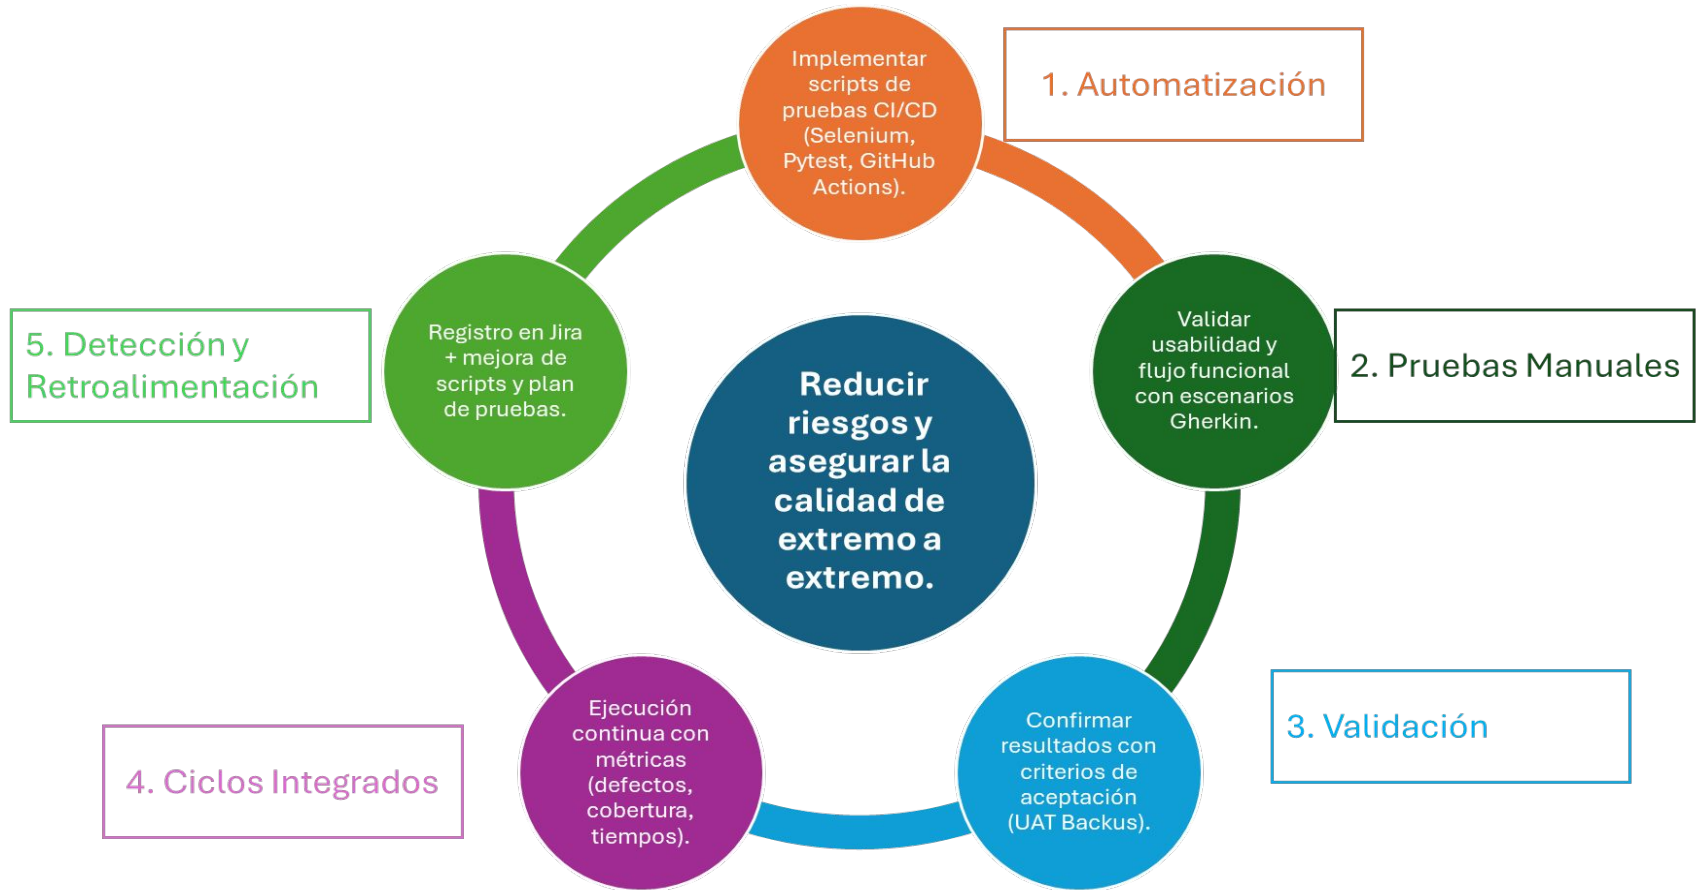 Implementar
scripts de
pruebas CI/CD
(Selenium,
Pytest, GitHub
Actions).
1. Automatización
Validar
usabilidad y
flujo funcional
con escenarios
Gherkin.
2. Pruebas Manuales
Confirmar
resultados con
criterios de
aceptación
(UAT Backus).
3. Validación
Ejecución
continua con
métricas
(defectos,
cobertura,
tiempos).
4. Ciclos Integrados
Registro en Jira
+ mejora de
scripts y plan
de pruebas.
5. Detección y
Retroalimentación
Reducir
riesgos y
asegurar la
calidad de
extremo a
extremo.